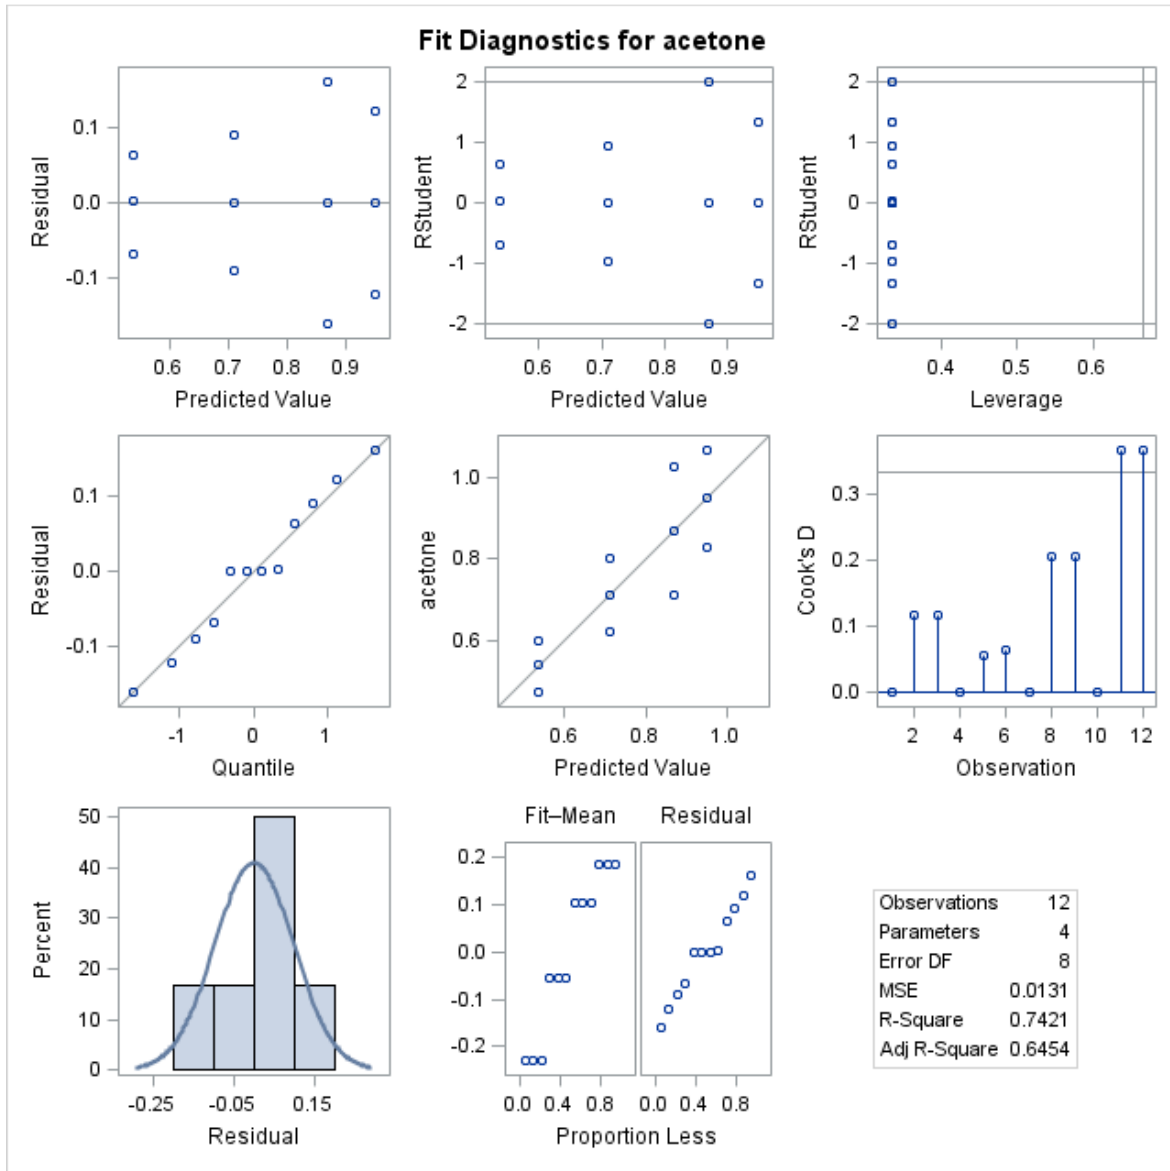 Fit Diagnostics for acetone
Residual
0.1
0.0
-0.1
0.6 0.7 0.8 0.9
Predicted Value
RStudent
2
1
0
-1
-2
0.6 0.7 0.8 0.9
Predicted Value
RStudent
2
1
0
-1
-2
0.4 0.5 0.6
Leverage
Residual
0.1
0.0
-0.1
-1 0 1
Quantile
acetone
1.0
0.8
0.6
0.6 0.8 1.0
Predicted Value
Cook's D
0.3
0.2
0.1
0.0
2 4 6 8 10 12
Observation
Percent
50
40
30
20
10
0
-0.25 -0.05 0.15
Residual
Fit–Mean Residual
0.2
0.1
0.0
-0.1
-0.2
0.0 0.4 0.8 0.0 0.4 0.8
Proportion Less
Observations 12
Parameters 4
Error DF 8
MSE 0.0131
R-Square 0.7421
Adj R-Square 0.6454